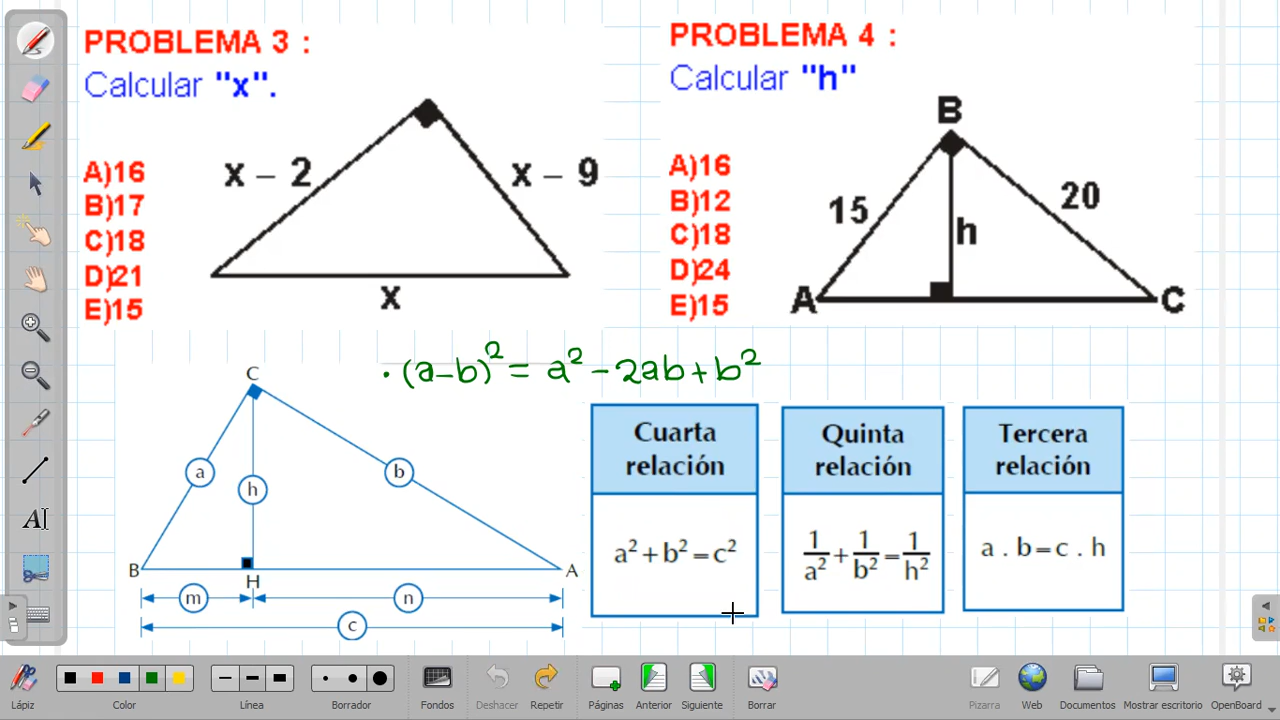 PROBLEMA 3 :
Calcular "x".
A)16
B)17
C)18
D)21
E)15
x – 2
x – 9
x
PROBLEMA 4 :
Calcular "h"
A)16
B)12
C)18
D)24
E)15
B
15
20
h
A
C
· (a-b)² = a² - 2ab + b²
C
a
h
b
B
H
A
m
n
c
Cuarta
relación
a² + b² = c²
Quinta
relación
1/a² + 1/b² = 1/h²
Tercera
relación
a . b = c . h
Lápiz
Color
Línea
Borrador
Fondos
Deshacer
Repetir
Páginas
Anterior
Siguiente
Borrar
Pizarra
Web
Documentos
Mostrar escritorio
OpenBoard